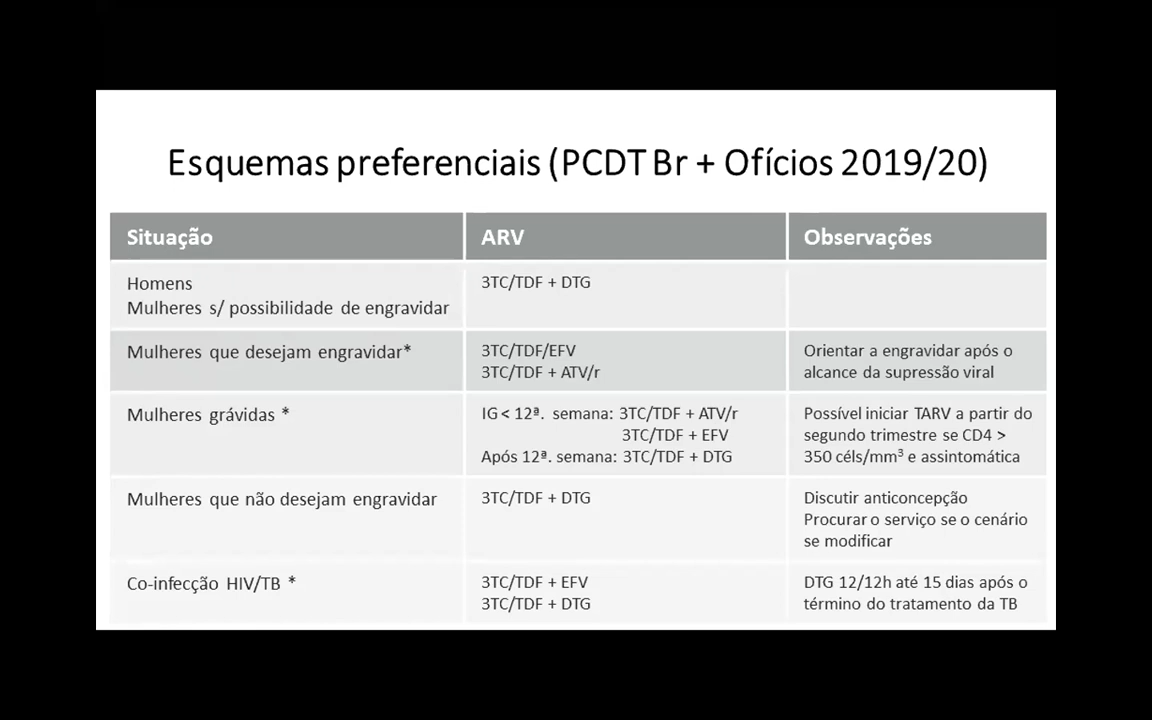 Esquemas preferenciais (PCDT Br + Ofícios 2019/20)
Situação ARV Observações
Homens 3TC/TDF + DTG
Mulheres s/ possibilidade de engravidar
Mulheres que desejam engravidar* 3TC/TDF/EFV Orientar a engravidar após o
3TC/TDF + ATV/r alcance da supressão viral
Mulheres grávidas * IG < 12ª. semana: 3TC/TDF + ATV/r Possível iniciar TARV a partir do
3TC/TDF + EFV segundo trimestre se CD4 >
Após 12ª. semana: 3TC/TDF + DTG 350 céls/mm³ e assintomática
Mulheres que não desejam engravidar 3TC/TDF + DTG Discutir anticoncepção
Procurar o serviço se o cenário
se modificar
Co-infecção HIV/TB * 3TC/TDF + EFV DTG 12/12h até 15 dias após o
3TC/TDF + DTG término do tratamento da TB